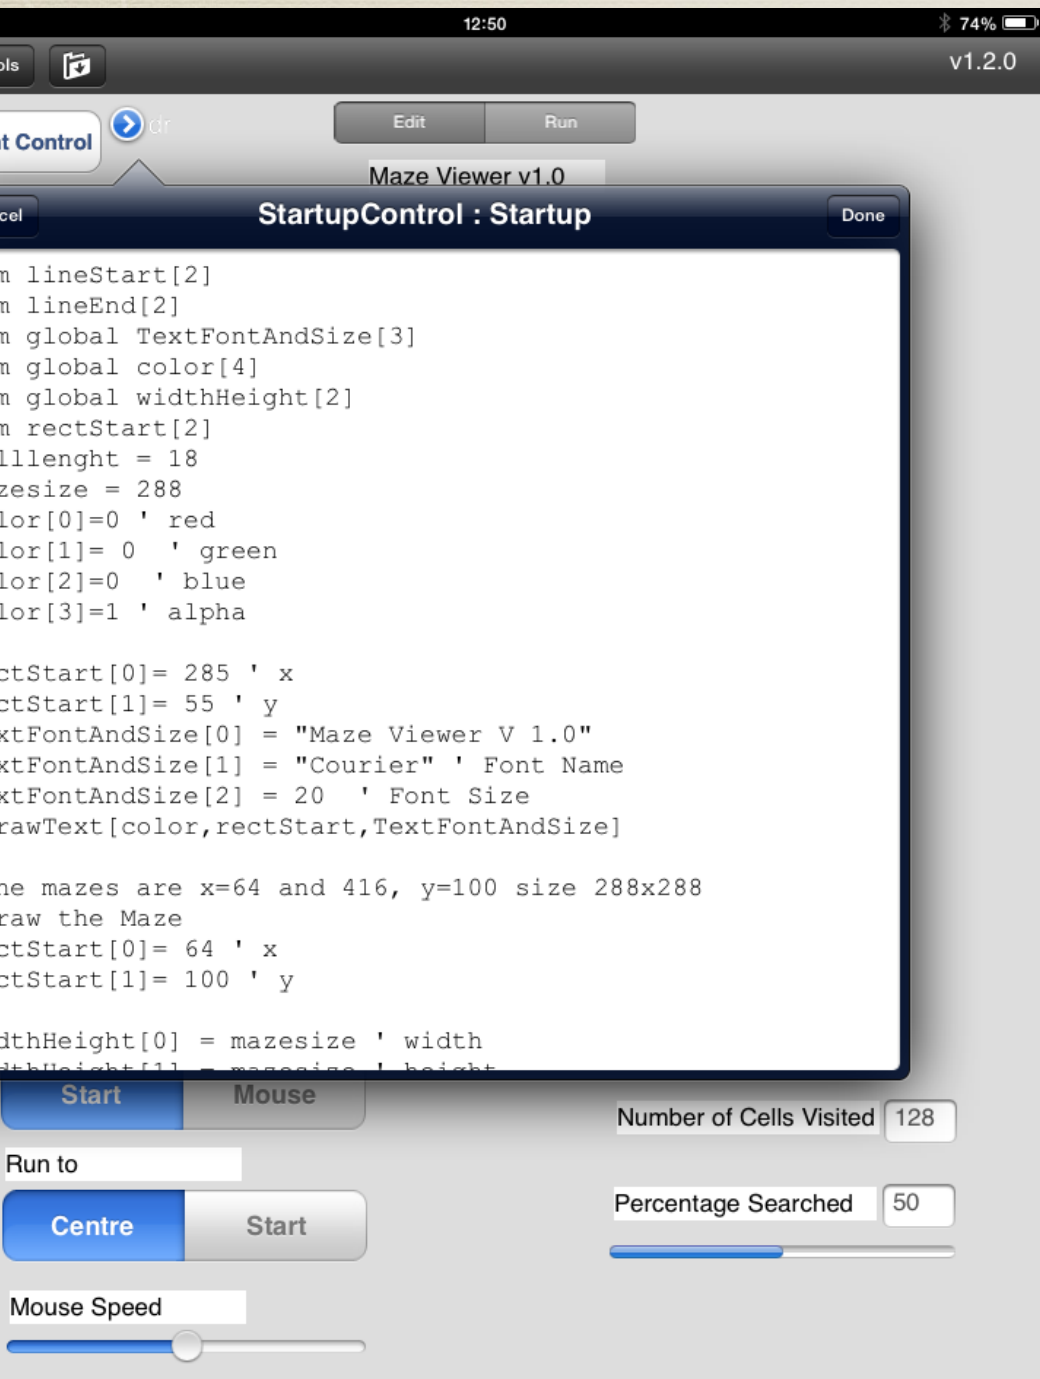 12:50
74%
ols
v1.2.0
t Control
dr
Edit
Run
Maze Viewer v1.0
cel
StartupControl : Startup
Done
m lineStart[2]
m lineEnd[2]
m global TextFontAndSize[3]
m global color[4]
m global widthHeight[2]
m rectStart[2]
lllenght = 18
zesize = 288
lor[0]=0 ' red
lor[1]= 0  ' green
lor[2]=0  ' blue
lor[3]=1 ' alpha
ctStart[0]= 285 ' x
ctStart[1]= 55 ' y
xtFontAndSize[0] = "Maze Viewer V 1.0"
xtFontAndSize[1] = "Courier" ' Font Name
xtFontAndSize[2] = 20  ' Font Size
rawText[color,rectStart,TextFontAndSize]
he mazes are x=64 and 416, y=100 size 288x288
raw the Maze
ctStart[0]= 64 ' x
ctStart[1]= 100 ' y
dthHeight[0] = mazesize ' width
dthHeight[1] = mazesize ' height
Start
Mouse
Number of Cells Visited 128
Run to
Centre
Start
Percentage Searched 50
Mouse Speed